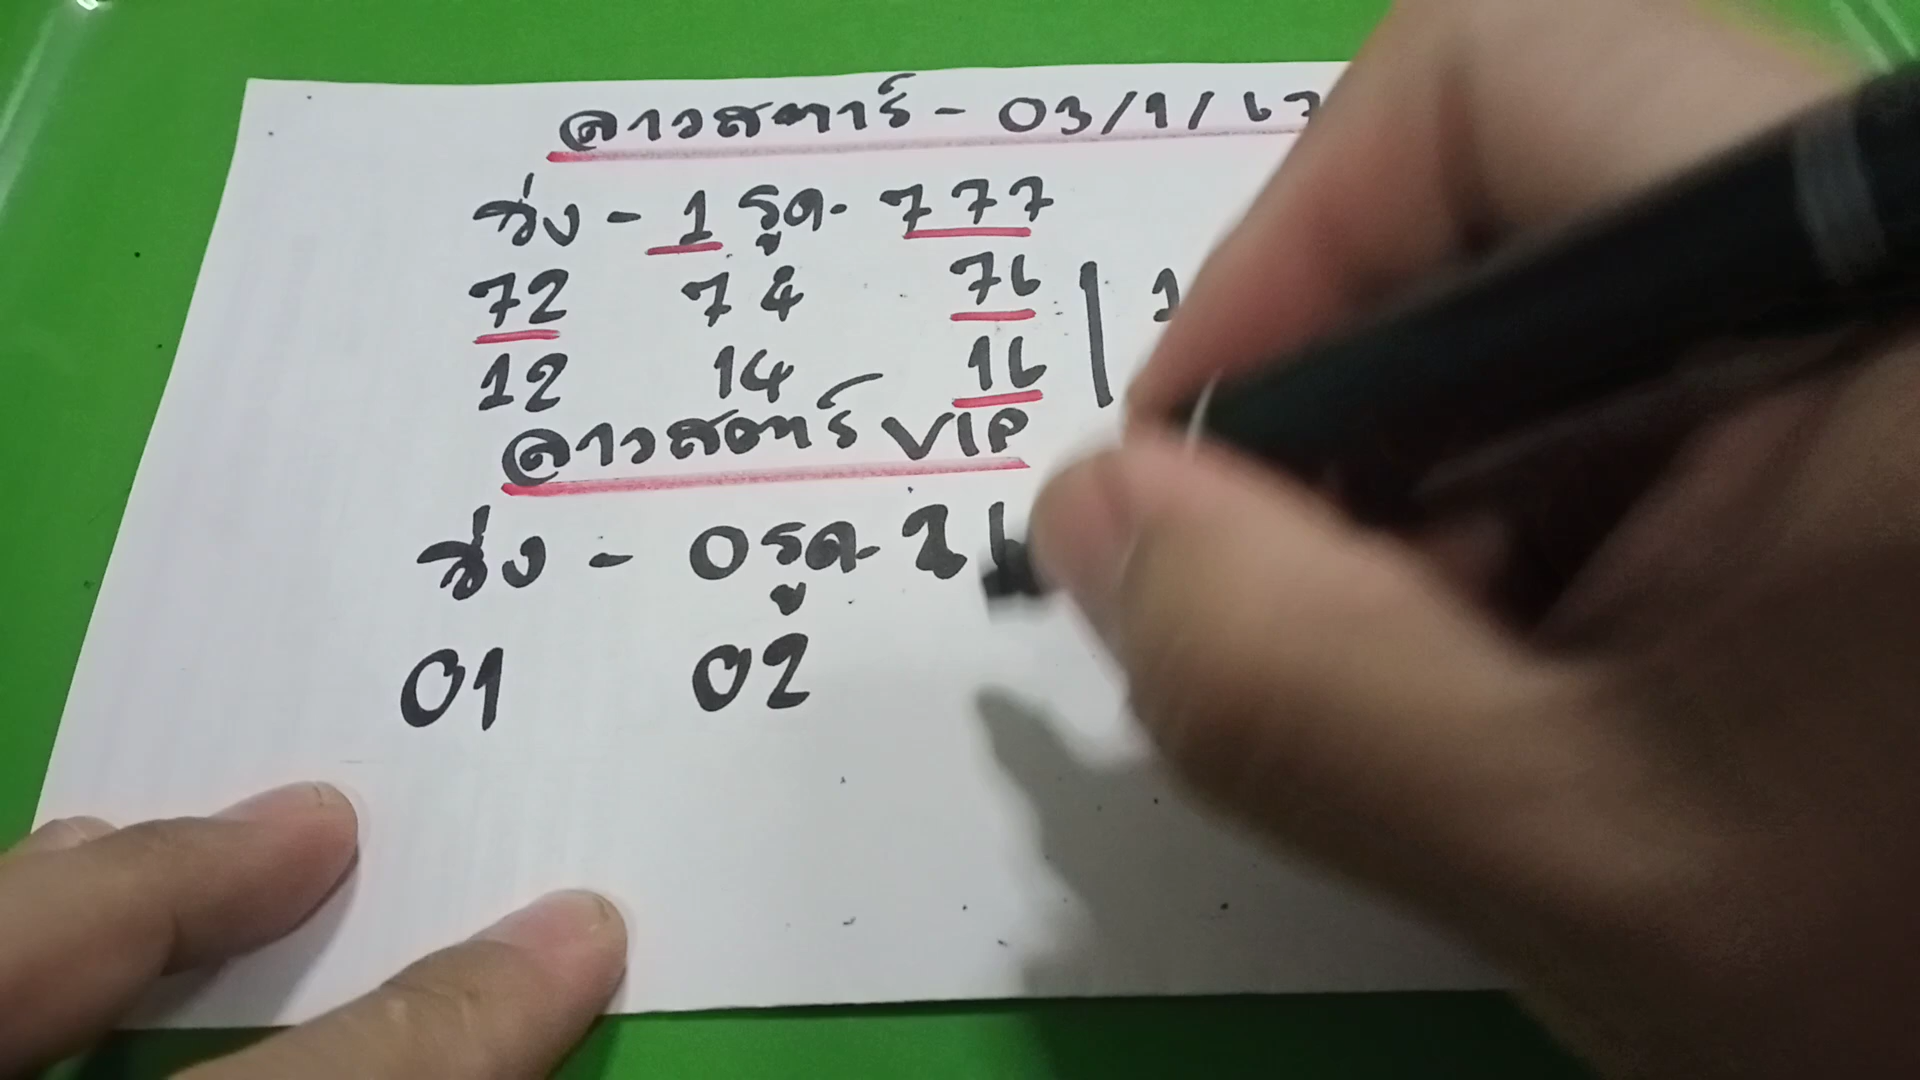 ลาวสตาร์ - 03/1/67
วิ่ง - 1 รูด - 777
72 74 76 | 1
12 14 16
ลาวสตาร์ VIP
วิ่ง - 0 รูด -
01 02